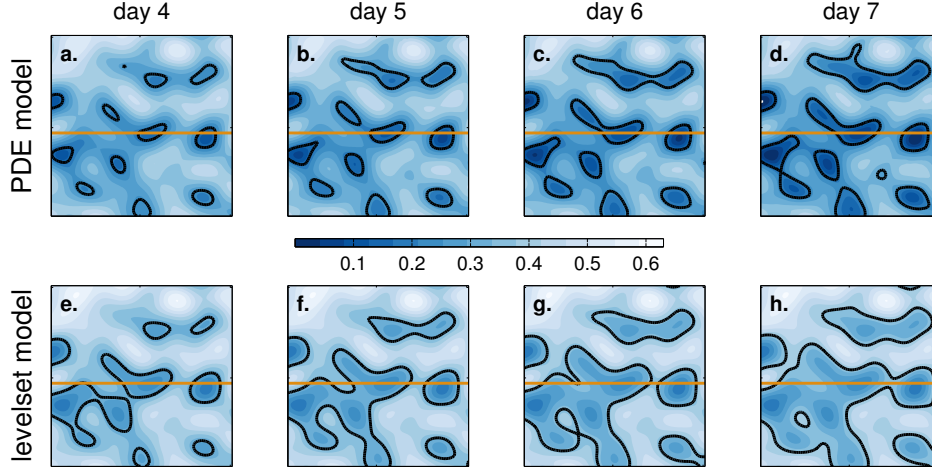 day 4 day 5 day 6 day 7
PDE model
a. b. c. d.
0.1 0.2 0.3 0.4 0.5 0.6
levelset model
e. f. g. h.